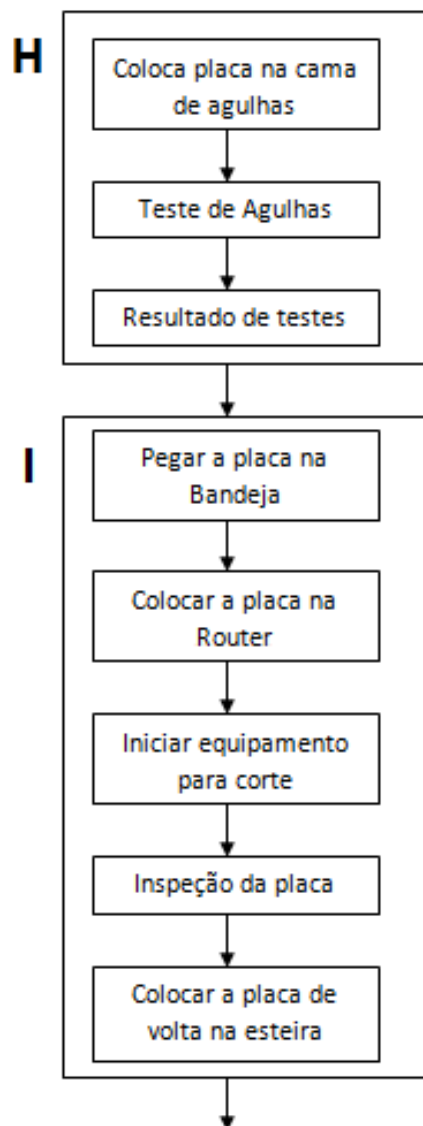 H
Coloca placa na cama
de agulhas
Teste de Agulhas
Resultado de testes
I
Pegar a placa na
Bandeja
Colocar a placa na
Router
Iniciar equipamento
para corte
Inspeção da placa
Colocar a placa de
volta na esteira